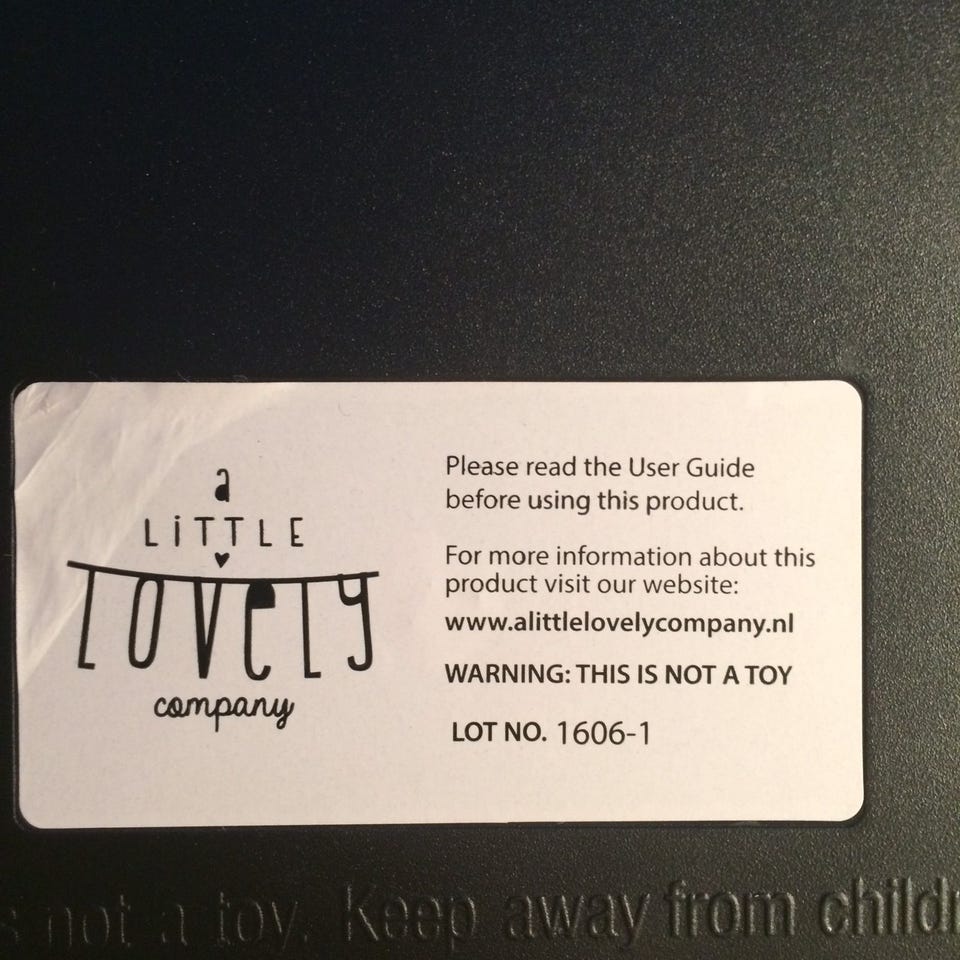 a
LiTTLE
LOVELY
company
Please read the User Guide
before using this product.
For more information about this
product visit our website:
www.alittlelovelycompany.nl
WARNING: THIS IS NOT A TOY
LOT NO. 1606-1
s not a toy. Keep away from childr